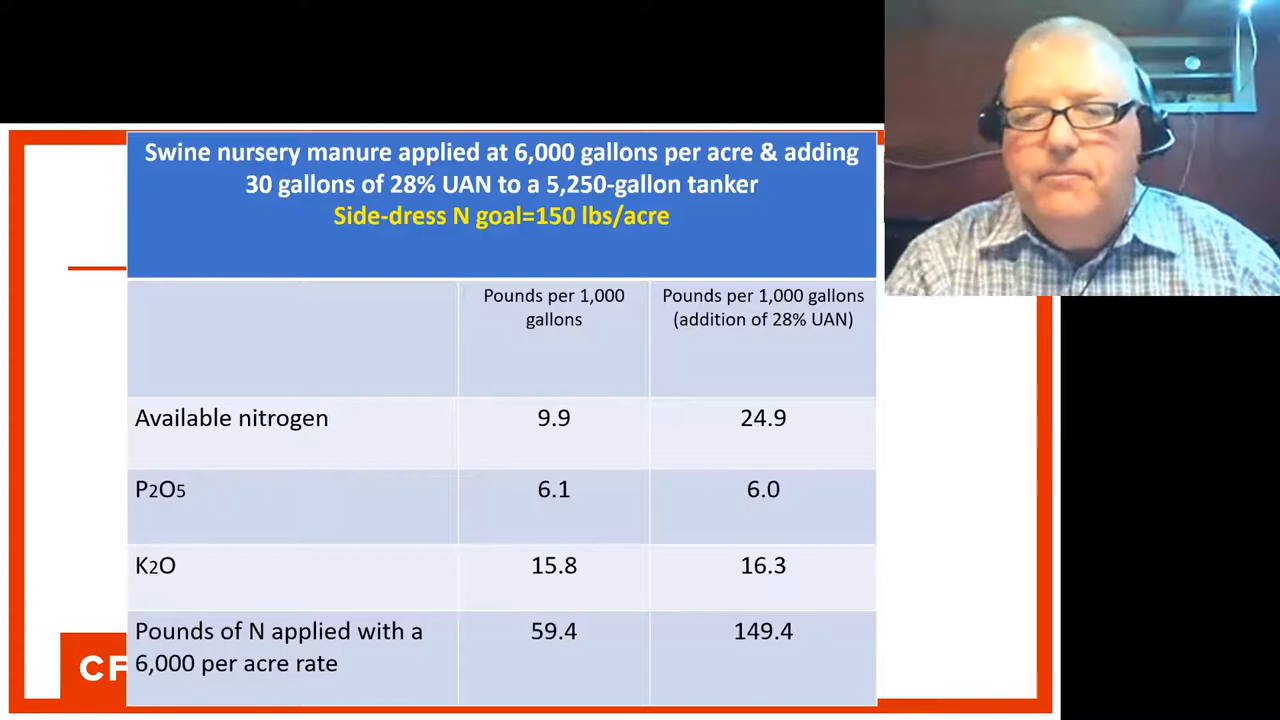 Swine nursery manure applied at 6,000 gallons per acre & adding
30 gallons of 28% UAN to a 5,250-gallon tanker
Side-dress N goal=150 lbs/acre
Pounds per 1,000
gallons
Pounds per 1,000 gallons
(addition of 28% UAN)
Available nitrogen
9.9
24.9
P2O5
6.1
6.0
K2O
15.8
16.3
Pounds of N applied with a
6,000 per acre rate
59.4
149.4
CF